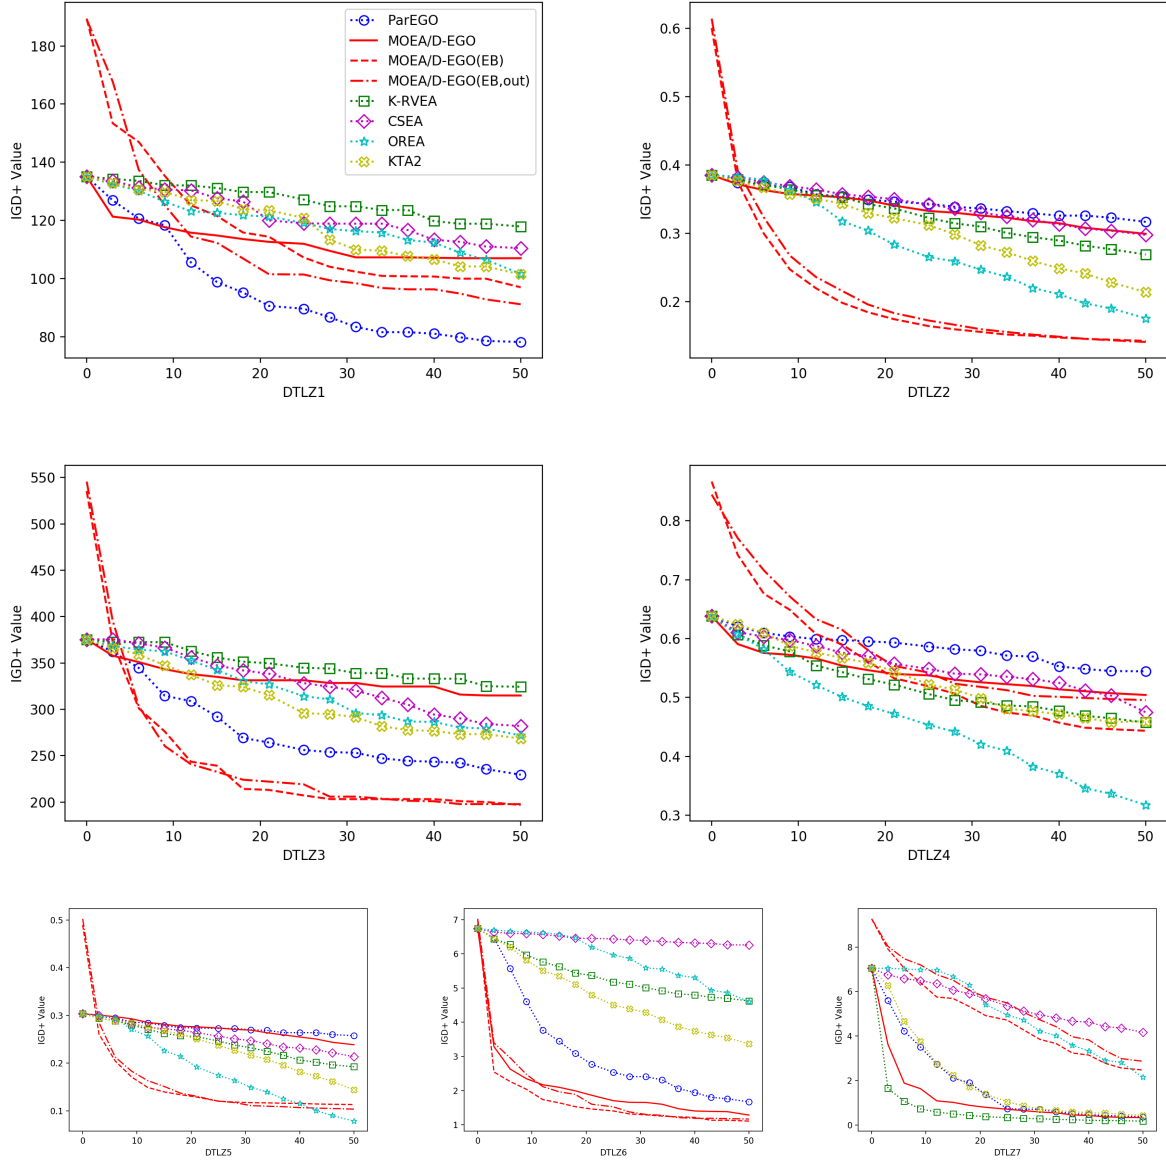 ParEGO
MOEA/D-EGO
MOEA/D-EGO(EB)
MOEA/D-EGO(EB,out)
K-RVEA
CSEA
OREA
KTA2
IGD+ Value
180
160
140
120
100
80
0 10 20 30 40 50
DTLZ1
IGD+ Value
0.6
0.5
0.4
0.3
0.2
0 10 20 30 40 50
DTLZ2
IGD+ Value
550
500
450
400
350
300
250
200
0 10 20 30 40 50
DTLZ3
IGD+ Value
0.8
0.7
0.6
0.5
0.4
0.3
0 10 20 30 40 50
DTLZ4
IGD+ Value
0.5
0.4
0.3
0.2
0.1
0 10 20 30 40 50
DTLZ5
IGD+ Value
7
6
5
4
3
2
1
0 10 20 30 40 50
DTLZ6
IGD+ Value
8
6
4
2
0
0 10 20 30 40 50
DTLZ7